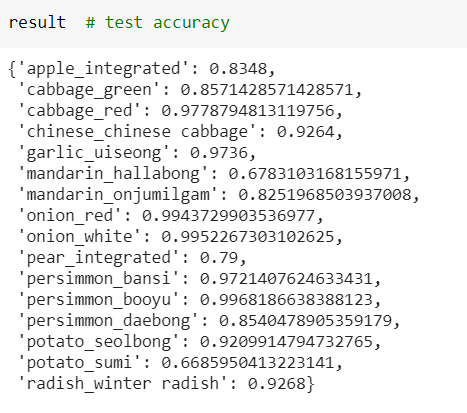 result  # test accuracy
{'apple_integrated': 0.8348,
 'cabbage_green': 0.8571428571428571,
 'cabbage_red': 0.9778794813119756,
 'chinese_chinese cabbage': 0.9264,
 'garlic_uiseong': 0.9736,
 'mandarin_hallabong': 0.6783103168155971,
 'mandarin_onjumilgam': 0.8251968503937008,
 'onion_red': 0.9943729903536977,
 'onion_white': 0.9952267303102625,
 'pear_integrated': 0.79,
 'persimmon_bansi': 0.9721407624633431,
 'persimmon_booyu': 0.9968186638388123,
 'persimmon_daebong': 0.8540478905359179,
 'potato_seolbong': 0.9209914794732765,
 'potato_sumi': 0.6685950413223141,
 'radish_winter radish': 0.9268}